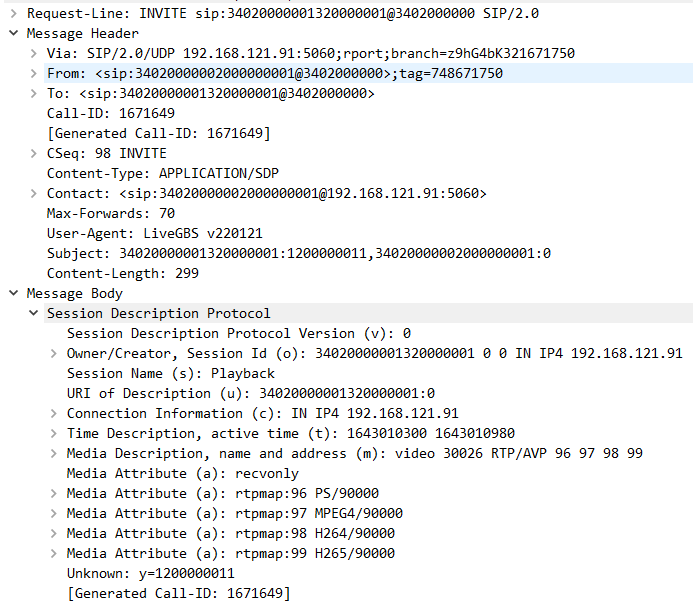 Request-Line: INVITE sip:34020000001320000001@3402000000 SIP/2.0
Message Header
Via: SIP/2.0/UDP 192.168.121.91:5060;rport;branch=z9hG4bK321671750
From: <sip:34020000002000000001@3402000000>;tag=748671750
To: <sip:34020000001320000001@3402000000>
Call-ID: 1671649
[Generated Call-ID: 1671649]
CSeq: 98 INVITE
Content-Type: APPLICATION/SDP
Contact: <sip:34020000002000000001@192.168.121.91:5060>
Max-Forwards: 70
User-Agent: LiveGBS v220121
Subject: 34020000001320000001:1200000011,34020000002000000001:0
Content-Length: 299
Message Body
Session Description Protocol
Session Description Protocol Version (v): 0
Owner/Creator, Session Id (o): 34020000001320000001 0 0 IN IP4 192.168.121.91
Session Name (s): Playback
URI of Description (u): 34020000001320000001:0
Connection Information (c): IN IP4 192.168.121.91
Time Description, active time (t): 1643010300 1643010980
Media Description, name and address (m): video 30026 RTP/AVP 96 97 98 99
Media Attribute (a): recvonly
Media Attribute (a): rtpmap:96 PS/90000
Media Attribute (a): rtpmap:97 MPEG4/90000
Media Attribute (a): rtpmap:98 H264/90000
Media Attribute (a): rtpmap:99 H265/90000
Unknown: y=1200000011
[Generated Call-ID: 1671649]